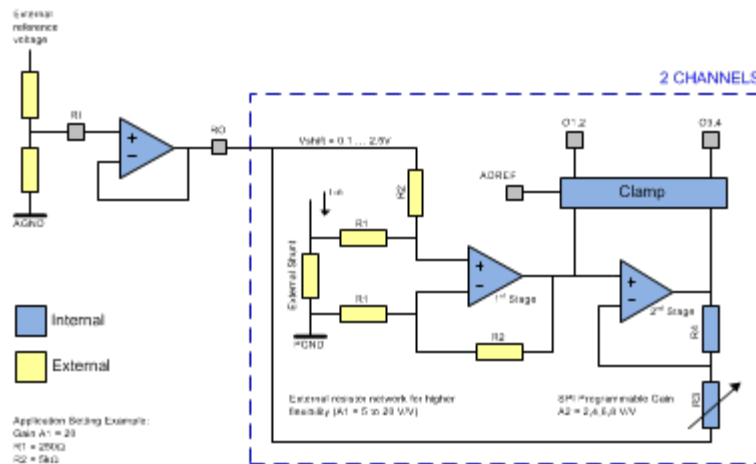 External
reference
voltage
2 CHANNELS
RI
RO
O1,2
O3,4
Vshift = 0.1 ... 2.5V
ADREF
Clamp
R2
R1
External Shunt
1st Stage
2nd Stage
AGND
R1
R2
R4
PGND
Internal
External
External resistor network for higher
flexibility (A1 = 5 to 20 V/V)
SPI Programmable Gain
A2 = 2,4,6,8 V/V
R3
Application Setting Example:
Gain A1 = 20
R1 = 250Ω
R2 = 5kΩ